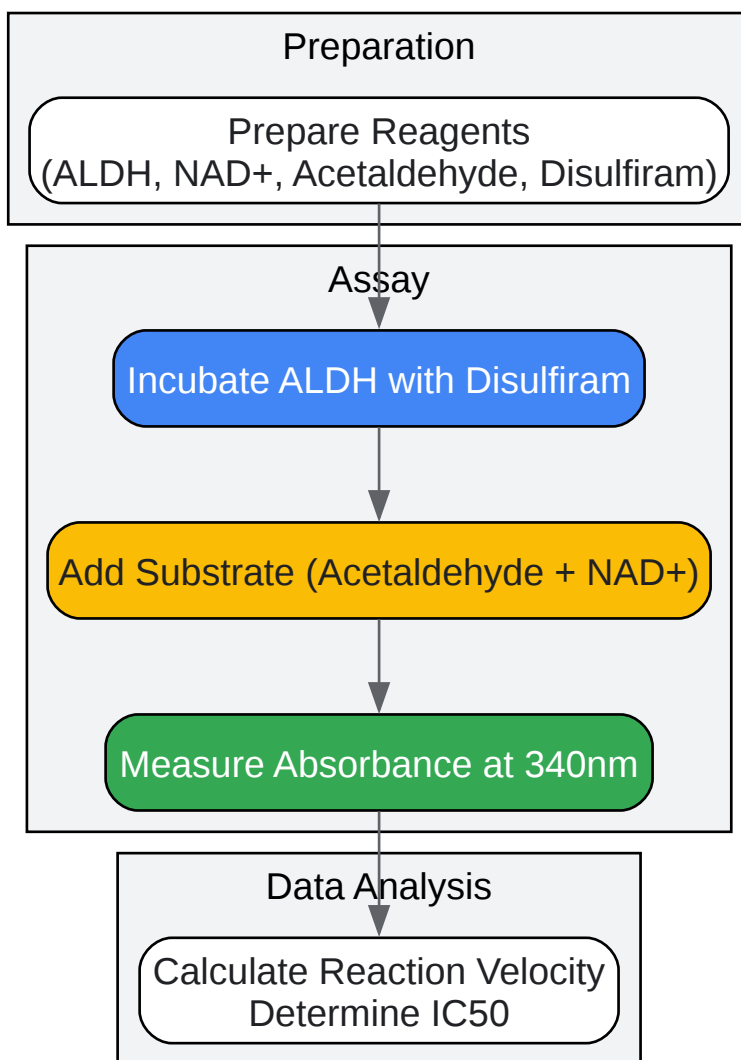 Preparation
Prepare Reagents
(ALDH, NAD+, Acetaldehyde, Disulfiram)
Assay
Incubate ALDH with Disulfiram
Add Substrate (Acetaldehyde + NAD+)
Measure Absorbance at 340nm
Data Analysis
Calculate Reaction Velocity
Determine IC50